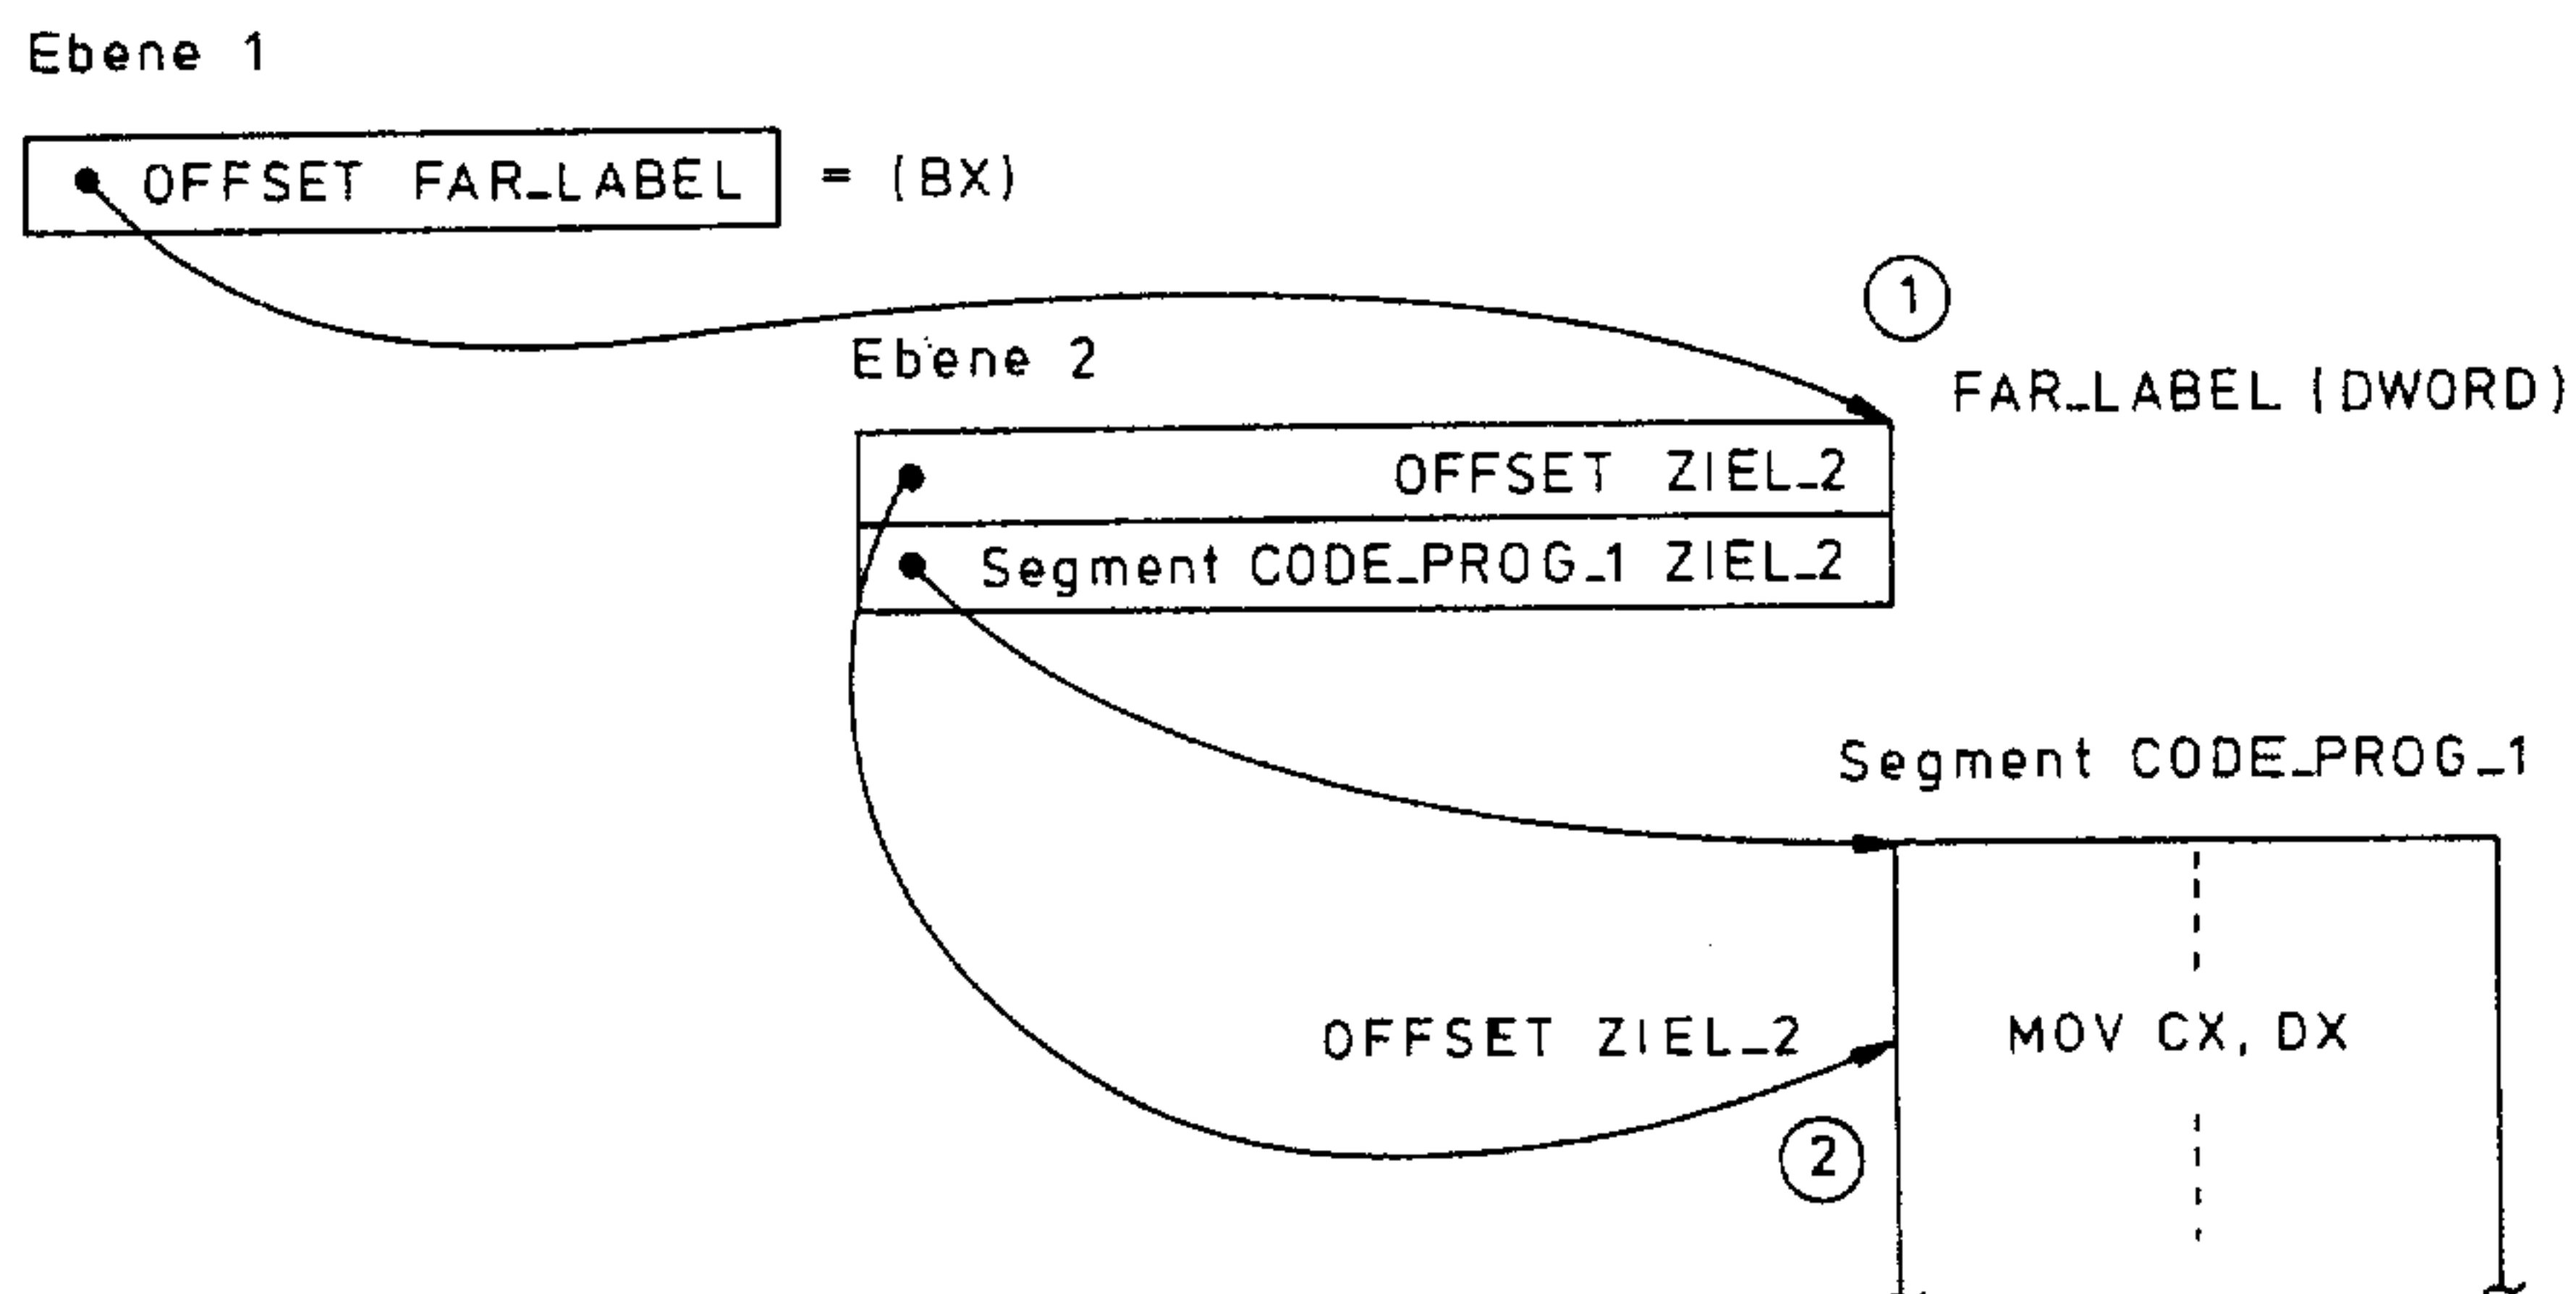 Ebene 1
OFFSET FAR_LABEL = (BX)
1
Ebene 2
FAR_LABEL (DWORD)
OFFSET ZIEL_2
Segment CODE_PROG_1 ZIEL_2
Segment CODE_PROG_1
OFFSET ZIEL_2
MOV CX, DX
2